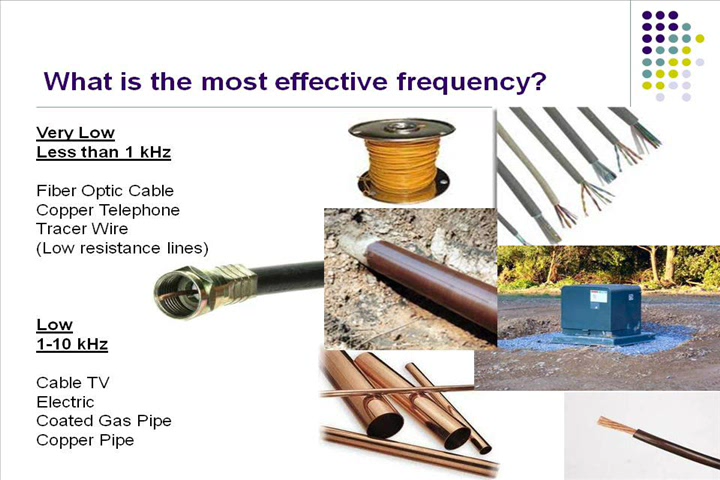 What is the most effective frequency?
Very Low
Less than 1 kHz
Fiber Optic Cable
Copper Telephone
Tracer Wire
(Low resistance lines)
Low
1-10 kHz
Cable TV
Electric
Coated Gas Pipe
Copper Pipe